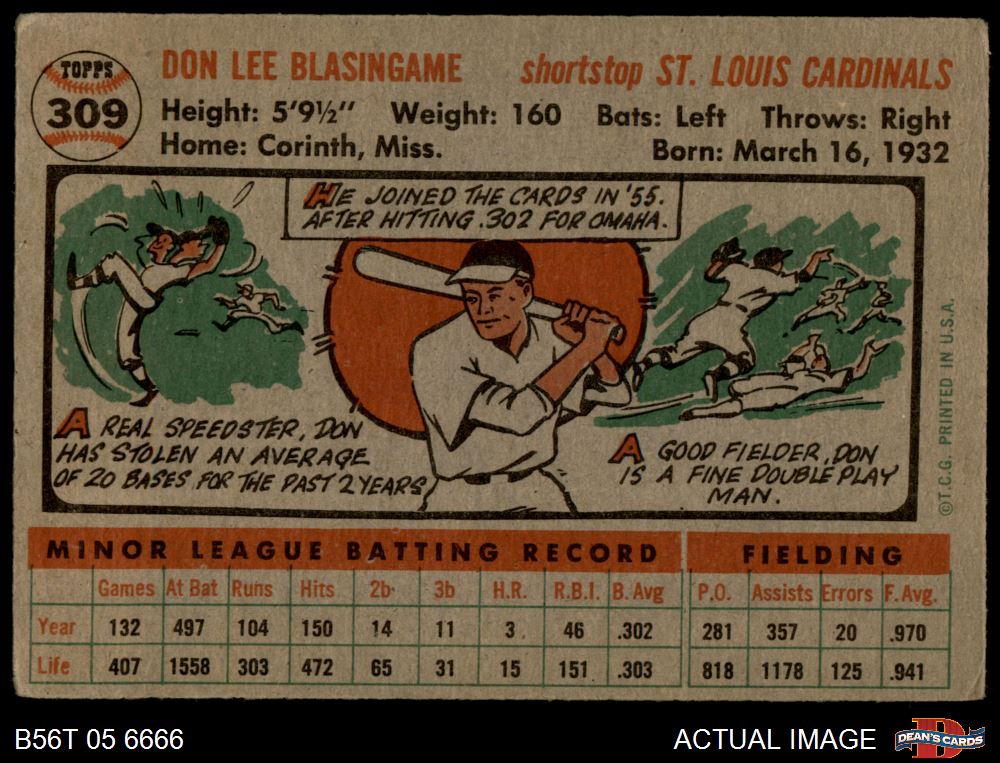 TOPPS
309
DON LEE BLASINGAME shortstop ST. LOUIS CARDINALS
Height: 5'9½" Weight: 160 Bats: Left Throws: Right
Home: Corinth, Miss. Born: March 16, 1932
HE JOINED THE CARDS IN '55.
AFTER HITTING .302 FOR OMAHA.
A REAL SPEEDSTER, DON
HAS STOLEN AN AVERAGE
OF 20 BASES FOR THE PAST 2 YEARS
A GOOD FIELDER, DON
IS A FINE DOUBLE PLAY
MAN.
©T.C.G. PRINTED IN U.S.A.
MINOR LEAGUE BATTING RECORD FIELDING
Games At Bat Runs Hits 2b. 3b H.R. R.B.I. B. Avg P.O. Assists Errors F. Avg.
Year 132 497 104 150 14 11 3 46 .302 281 357 20 .970
Life 407 1558 303 472 65 31 15 151 .303 818 1178 125 .941
B56T 05 6666 ACTUAL IMAGE DEAN'S CARDS